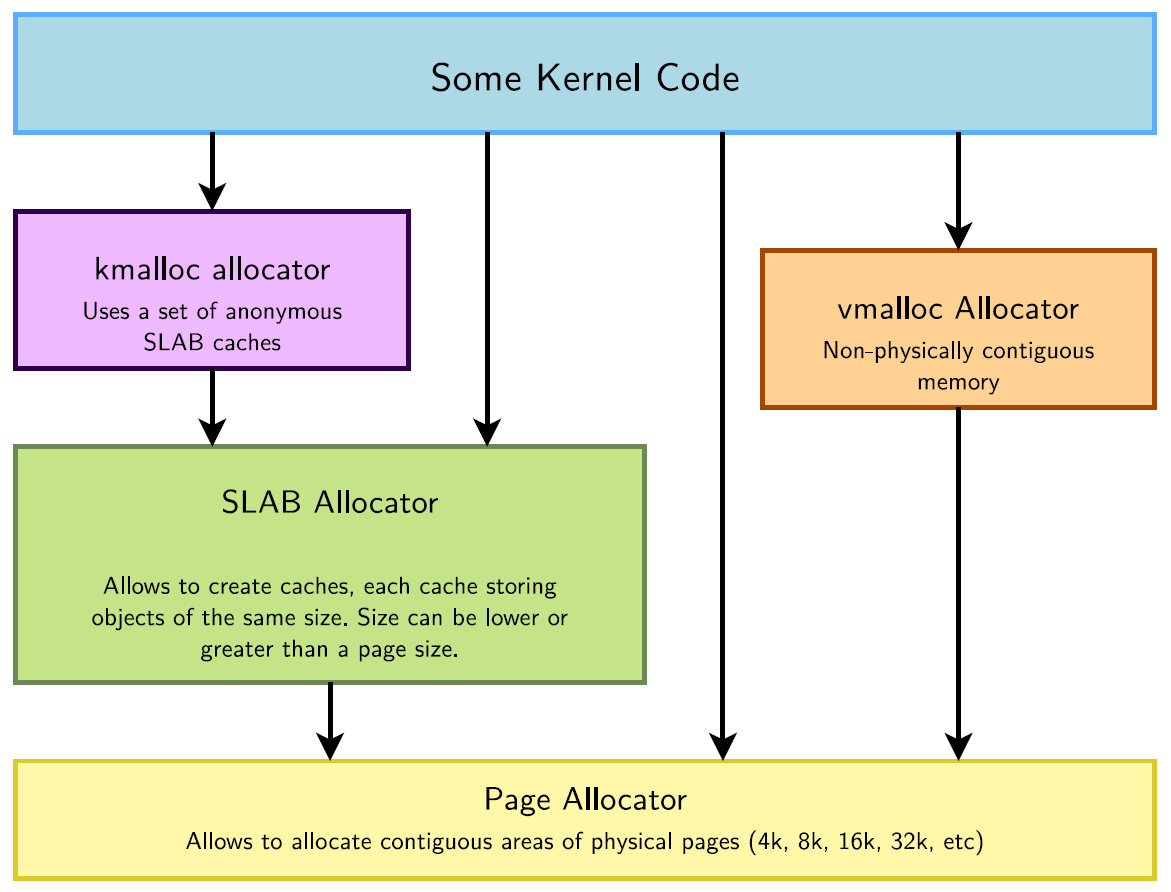 Some Kernel Code
kmalloc allocator
Uses a set of anonymous
SLAB caches
vmalloc Allocator
Non-physically contiguous
memory
SLAB Allocator
Allows to create caches, each cache storing
objects of the same size. Size can be lower or
greater than a page size.
Page Allocator
Allows to allocate contiguous areas of physical pages (4k, 8k, 16k, 32k, etc)